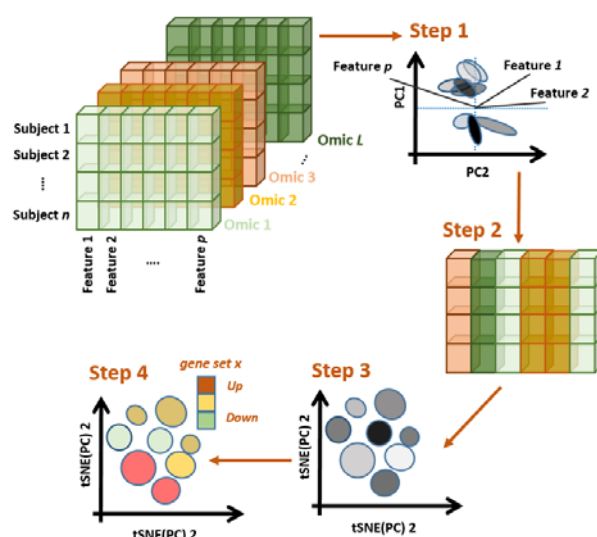 Step 1
Feature 1
Feature p
Feature 2
PC1
PC2
Subject 1
Subject 2
....
Subject n
Omic L
...
Omic 3
Omic 2
Omic 1
Feature 1
Feature 2
....
Feature p
Step 2
Step 3
tSNE(PC) 2
tSNE(PC) 2
Step 4
gene set x
Up
Down
tSNE(PC) 2
tSNE(PC) 2